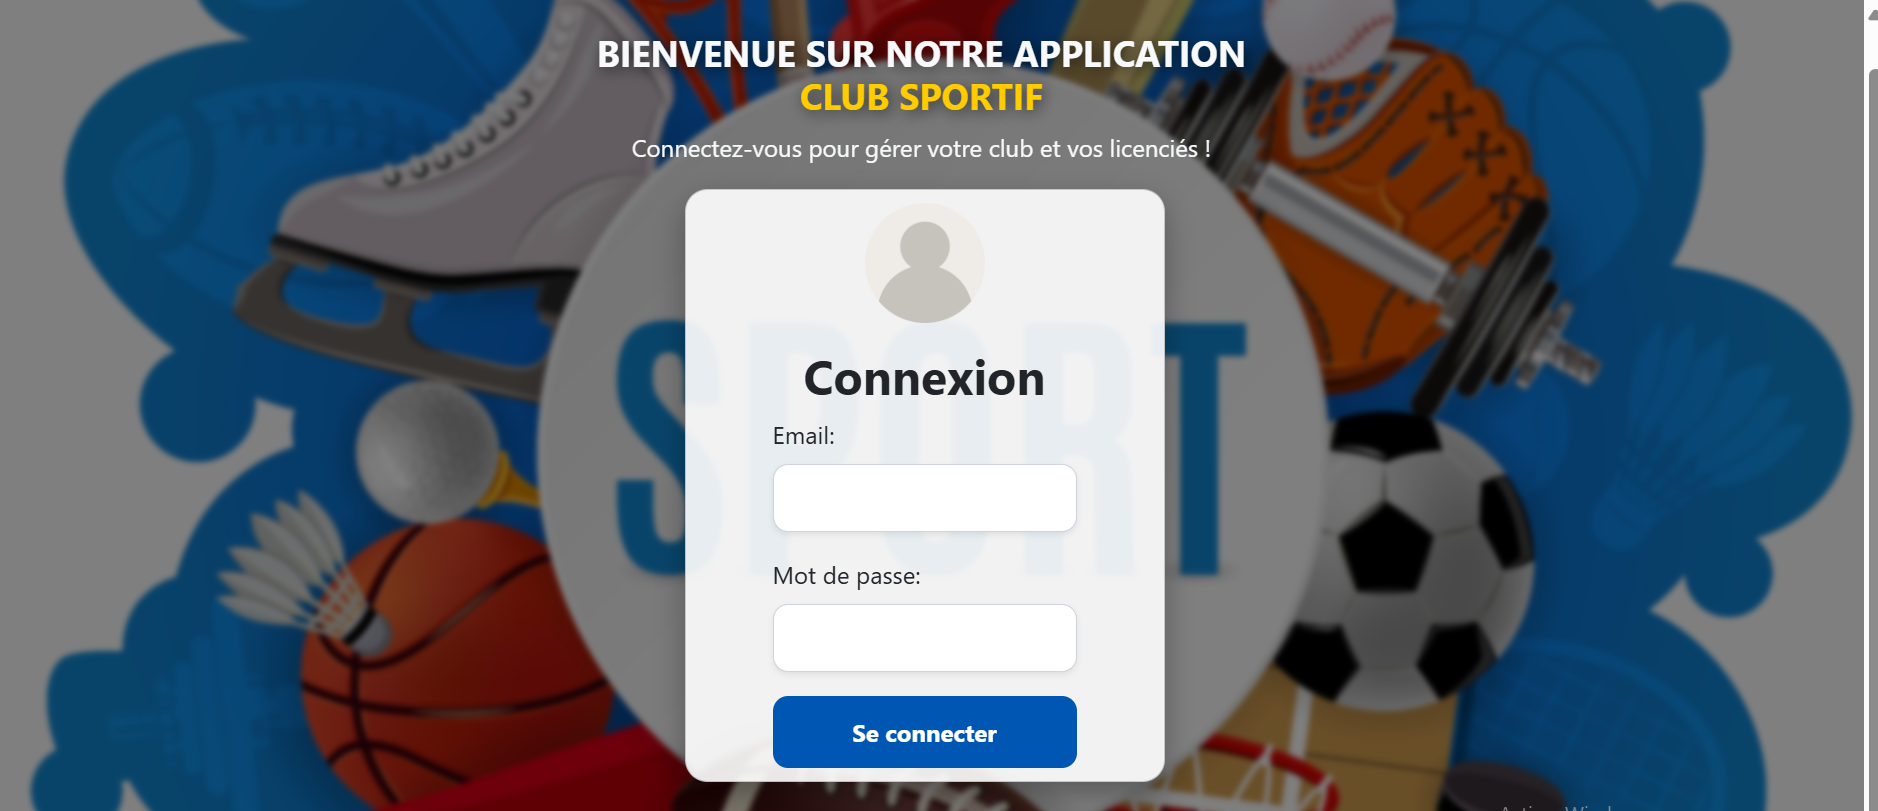 BIENVENUE SUR NOTRE APPLICATION
CLUB SPORTIF
Connectez-vous pour gérer votre club et vos licenciés !
SPORT
Connexion
Email:
Mot de passe:
Se connecter